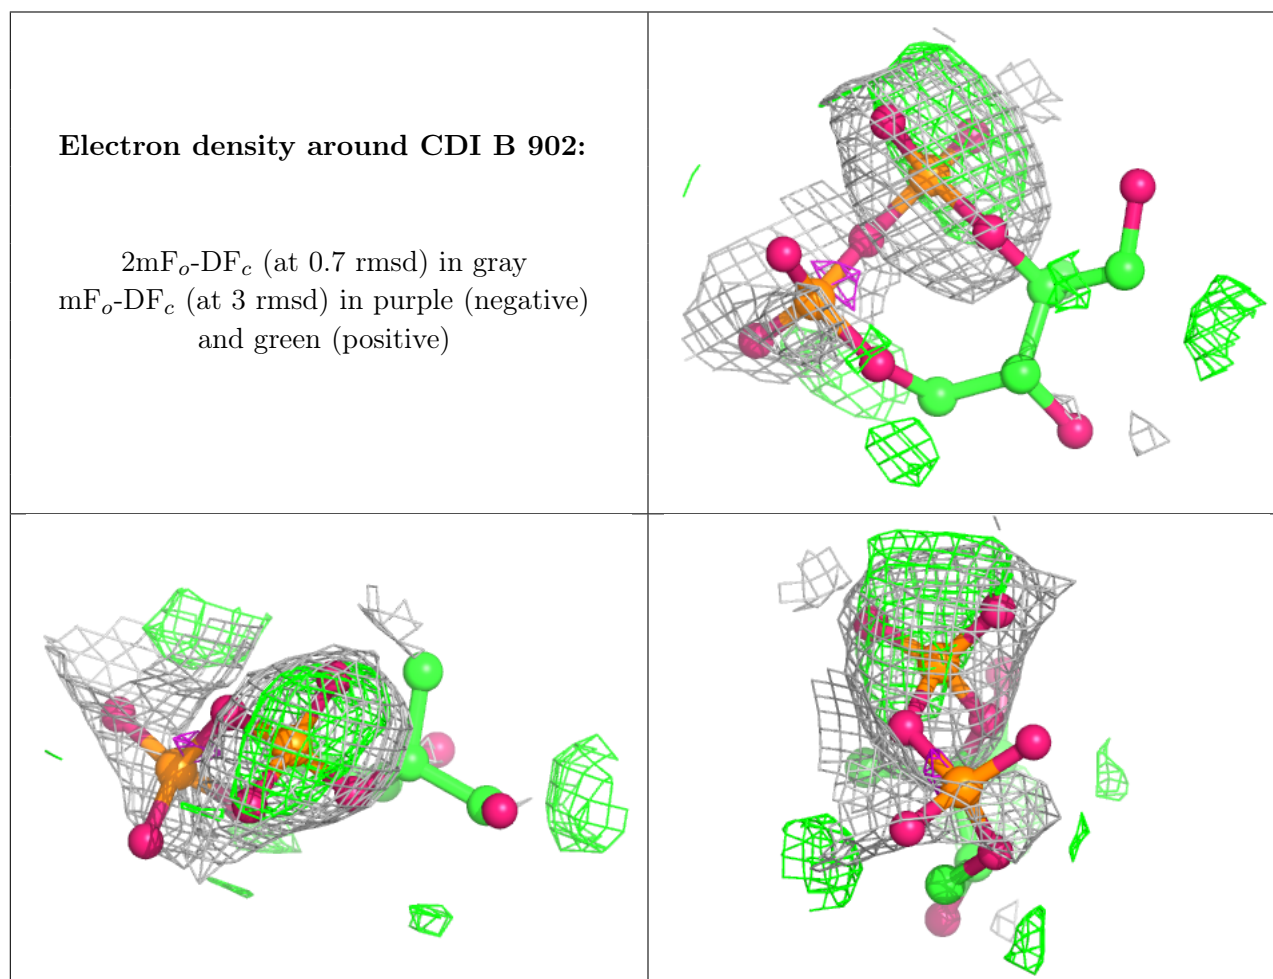 Electron density around CDI B 902:
2mFo-DFc (at 0.7 rmsd) in gray
mFo-DFc (at 3 rmsd) in purple (negative)
and green (positive)